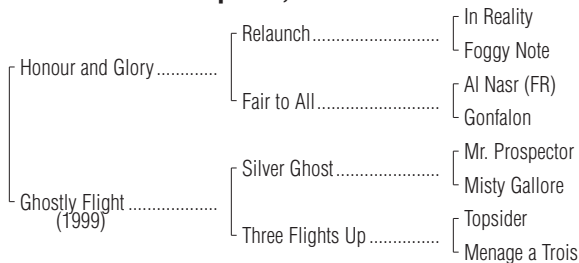 Relaunch
In Reality
Foggy Note
Honour and Glory
Fair to All
Al Nasr (FR)
Gonfalon
Silver Ghost
Mr. Prospector
Misty Gallore
Ghostly Flight
(1999)
Three Flights Up
Topsider
Menage a Trois